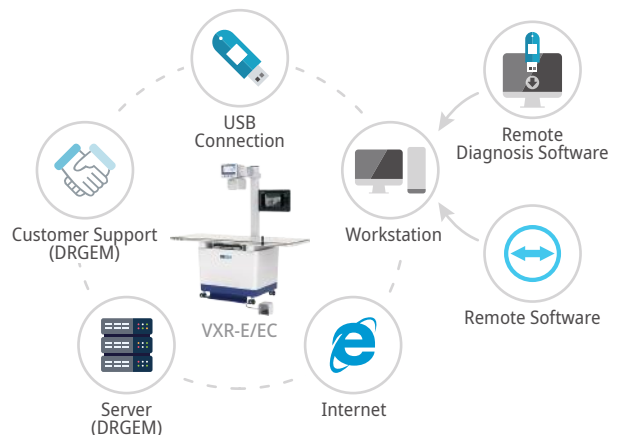 USB
Connection
Remote
Diagnosis Software
Customer Support
(DRGEM)
Workstation
VXR-E/EC
Remote Software
Server
(DRGEM)
Internet